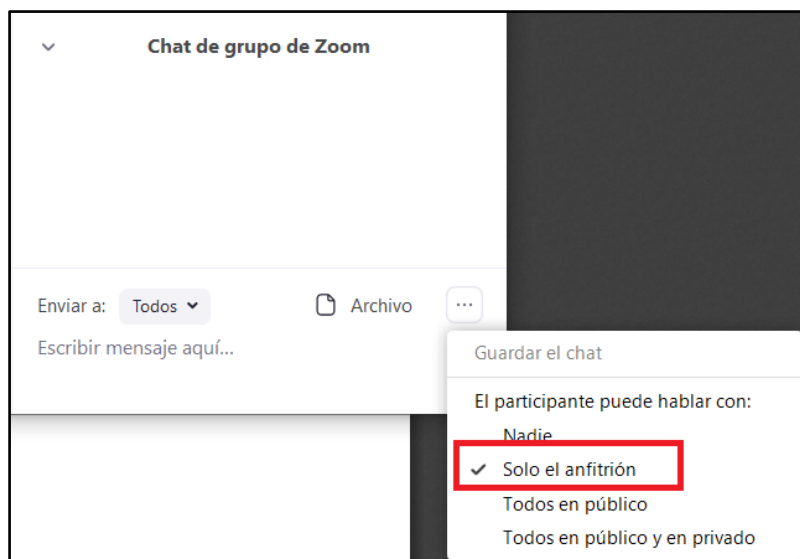 Chat de grupo de Zoom
Enviar a: Todos Archivo ...
Escribir mensaje aquí...
Guardar el chat
El participante puede hablar con:
Nadie
Solo el anfitrión
Todos en público
Todos en público y en privado